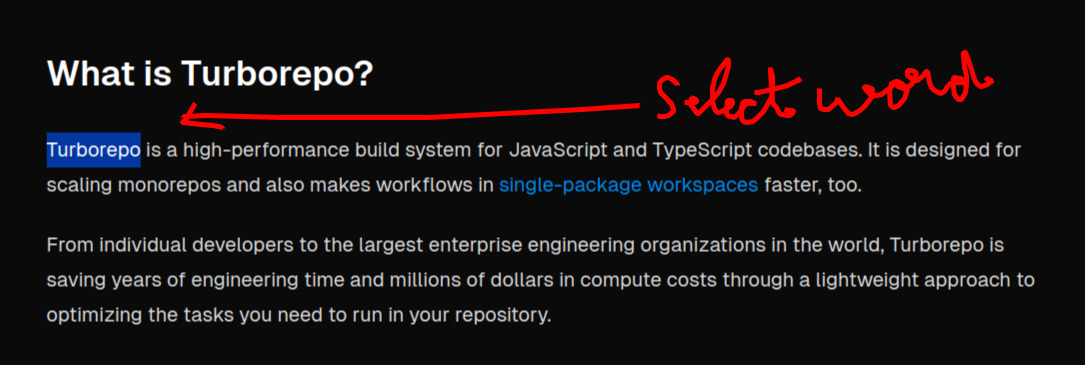 What is Turborepo?
Select word
Turborepo is a high-performance build system for JavaScript and TypeScript codebases. It is designed for
scaling monorepos and also makes workflows in single-package workspaces faster, too.
From individual developers to the largest enterprise engineering organizations in the world, Turborepo is
saving years of engineering time and millions of dollars in compute costs through a lightweight approach to
optimizing the tasks you need to run in your repository.